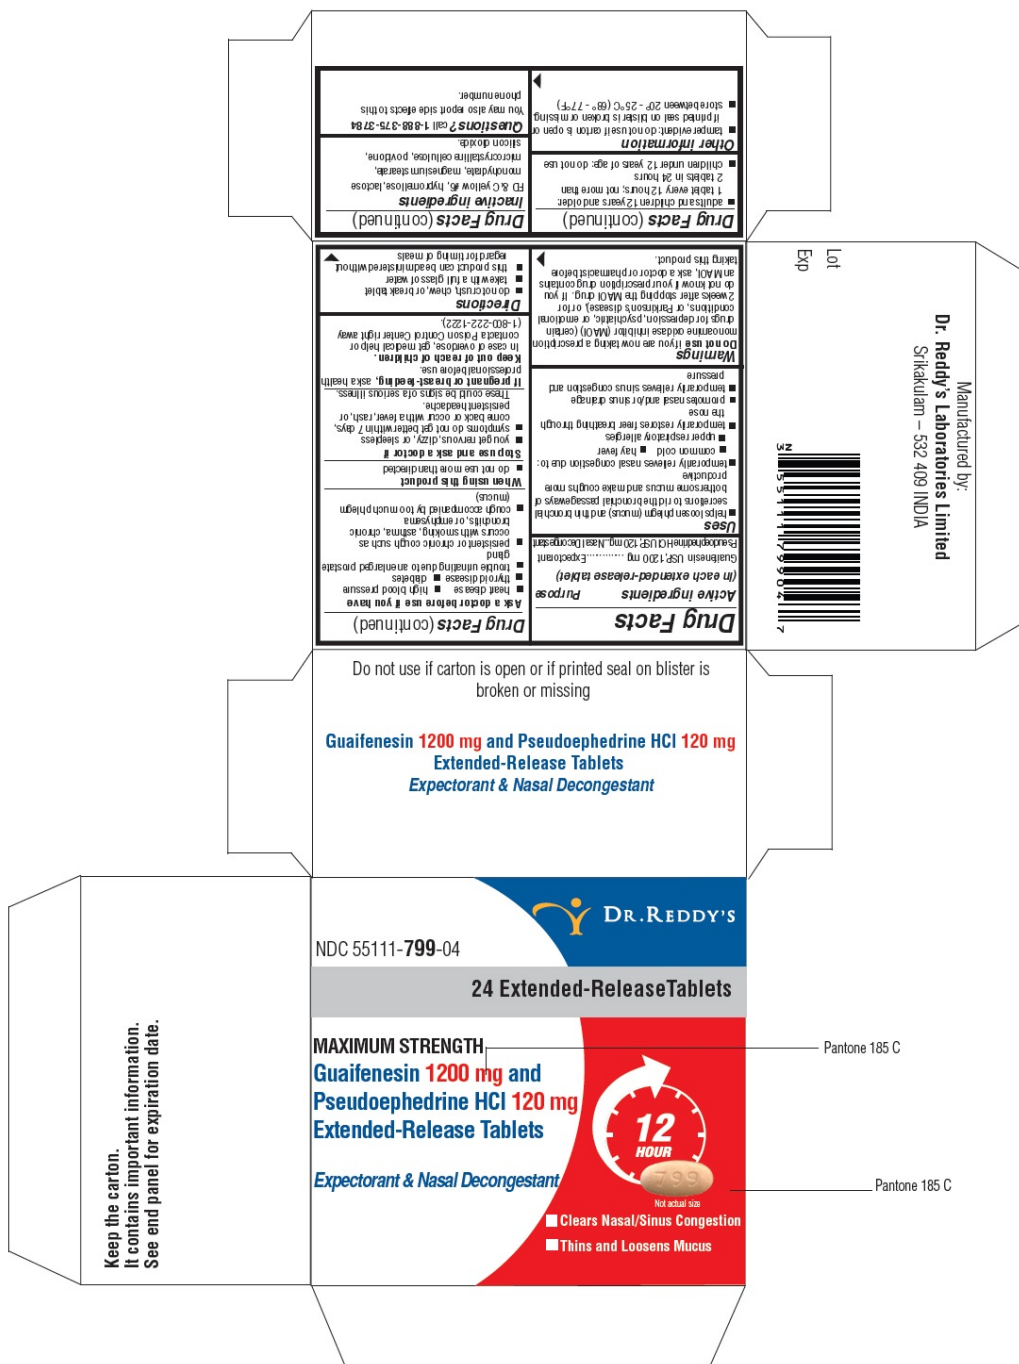 Drug Facts
Active ingredients Purpose
(in each extended-release tablet)
Guaifenesin USP, 1200 mg ............. Expectorant
Pseudoephedrine HCl USP, 120 mg...Nasal Decongestant
Uses
■ helps loosen phlegm (mucus) and thin bronchial
secretions to rid the bronchial passageways of
bothersome mucus and make coughs more
productive
■ temporarily relieves nasal congestion due to:
■ common cold ■ hay fever
■ upper respiratory allergies
■ temporarily restores freer breathing through
the nose
■ promotes nasal and/or sinus drainage
■ temporarily relieves sinus congestion and
pressure
Warnings
Do not use if you are now taking a prescription
monoamine oxidase inhibitor (MAOI) (certain
drugs for depression, psychiatric, or emotional
conditions, or Parkinson's disease), or for
2 weeks after stopping the MAOI drug. If you
do not know if your prescription drug contains
an MAOI, ask a doctor or pharmacist before
taking this product.
Drug Facts (continued)
Ask a doctor before use if you have
■ heart disease ■ high blood pressure
■ thyroid disease ■ diabetes
■ trouble urinating due to an enlarged prostate
gland
■ persistent or chronic cough such as
occurs with smoking, asthma, chronic
bronchitis, or emphysema
■ cough accompanied by too much phlegm
(mucus)
When using this product
■ do not use more than directed
Stop use and ask a doctor if
■ you get nervous, dizzy, or sleepless
■ symptoms do not get better within 7 days,
come back or occur with a fever, rash, or
persistent headache.
These could be signs of a serious illness.
If pregnant or breast-feeding, ask a health
professional before use.
Keep out of reach of children.
In case of overdose, get medical help or
contact a Poison Control Center right away
(1-800-222-1222).
Directions
■ do not crush, chew, or break tablet
■ take with a full glass of water
■ this product can be administered without
regard for timing of meals
Drug Facts (continued)
■ adults and children 12 years and older:
1 tablet every 12 hours; not more than
2 tablets in 24 hours
■ children under 12 years of age: do not use
Other information
■ tamper evident: do not use if carton is open or
if printed seal on blister is broken or missing
■ store between 20º - 25ºC (68º - 77ºF)
Drug Facts (continued)
Inactive ingredients
FD & C yellow #6, hypromellose, lactose
monohydrate, magnesium stearate,
microcrystalline cellulose, povidone,
silicon dioxide.
Questions? call 1-888-375-3784
You may also report side effects to this
phone number.
Lot
Exp
Manufactured by:
Dr. Reddy's Laboratories Limited
Srikakulam – 532 409 INDIA
N 3 55111 79904 7
Do not use if carton is open or if printed seal on blister is
broken or missing
Guaifenesin 1200 mg and Pseudoephedrine HCl 120 mg
Extended-Release Tablets
Expectorant & Nasal Decongestant
DR.REDDY'S
NDC 55111-799-04
24 Extended-ReleaseTablets
MAXIMUM STRENGTH
Guaifenesin 1200 mg and
Pseudoephedrine HCl 120 mg
Extended-Release Tablets
Expectorant & Nasal Decongestant
12
HOUR
799
Not actual size
■ Clears Nasal/Sinus Congestion
■ Thins and Loosens Mucus
Pantone 185 C
Pantone 185 C
Keep the carton.
It contains important information.
See end panel for expiration date.